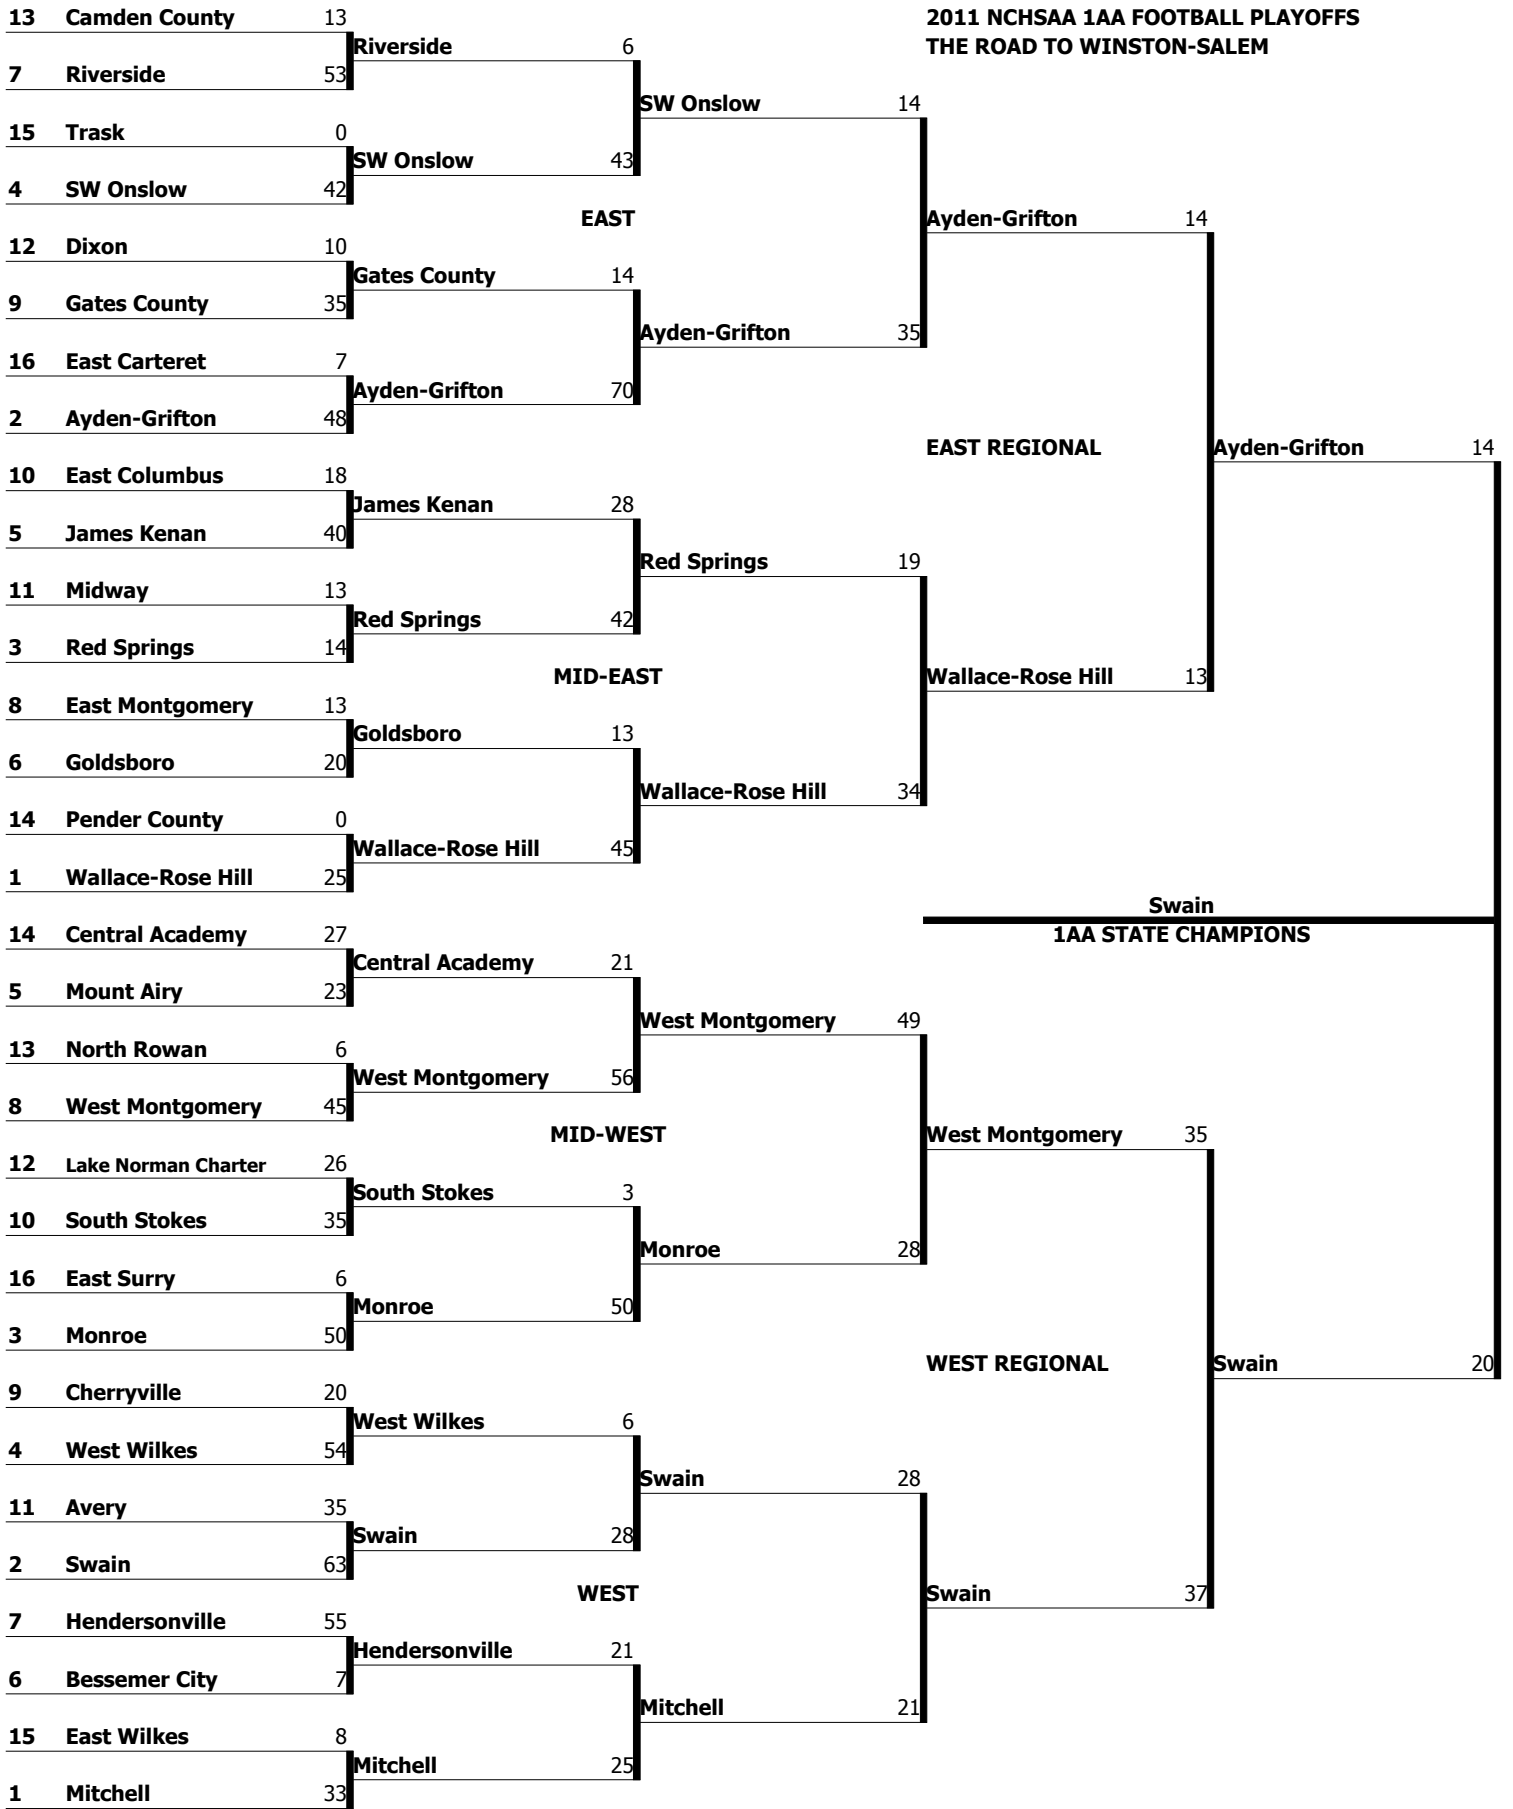 13 Camden County 13
2011 NCHSAA 1AA FOOTBALL PLAYOFFS
Riverside 6
THE ROAD TO WINSTON-SALEM
7 Riverside 53
SW Onslow 14
15 Trask 0
SW Onslow 43
4 SW Onslow 42
EAST
Ayden-Grifton 14
12 Dixon 10
Gates County 14
9 Gates County 35
Ayden-Grifton 35
16 East Carteret 7
Ayden-Grifton 70
2 Ayden-Grifton 48
EAST REGIONAL
Ayden-Grifton 14
10 East Columbus 18
James Kenan 28
5 James Kenan 40
Red Springs 19
11 Midway 13
Red Springs 42
3 Red Springs 14
MID-EAST
Wallace-Rose Hill 13
8 East Montgomery 13
Goldsboro 13
6 Goldsboro 20
Wallace-Rose Hill 34
14 Pender County 0
Wallace-Rose Hill 45
1 Wallace-Rose Hill 25
Swain
14 Central Academy 27
1AA STATE CHAMPIONS
Central Academy 21
5 Mount Airy 23
West Montgomery 49
13 North Rowan 6
West Montgomery 56
8 West Montgomery 45
MID-WEST
West Montgomery 35
12 Lake Norman Charter 26
South Stokes 3
10 South Stokes 35
Monroe 28
16 East Surry 6
Monroe 50
3 Monroe 50
WEST REGIONAL
Swain 20
9 Cherryville 20
West Wilkes 6
4 West Wilkes 54
Swain 28
11 Avery 35
Swain 28
2 Swain 63
WEST
Swain 37
7 Hendersonville 55
Hendersonville 21
6 Bessemer City 7
Mitchell 21
15 East Wilkes 8
Mitchell 25
1 Mitchell 33